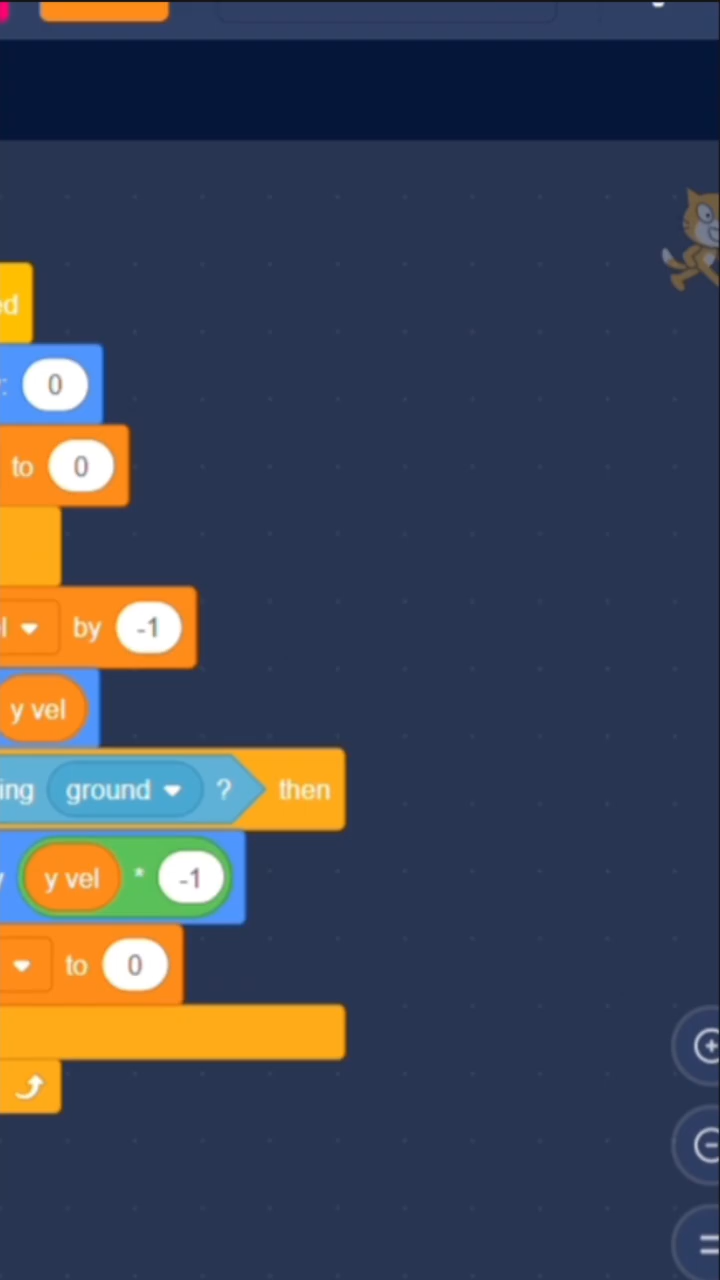 ed
: 0
to 0
by -1
y vel
ing ground ? then
y vel * -1
to 0